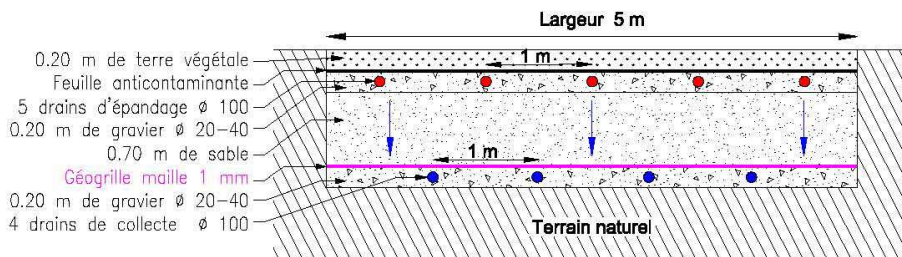 Largeur 5 m
0.20 m de terre végétale
1 m
Feuille anticontaminante
5 drains d'épandage Ø 100
0.20 m de gravier Ø 20-40
0.70 m de sable
1 m
Géogrille maille 1 mm
0.20 m de gravier Ø 20-40
4 drains de collecte Ø 100
Terrain naturel